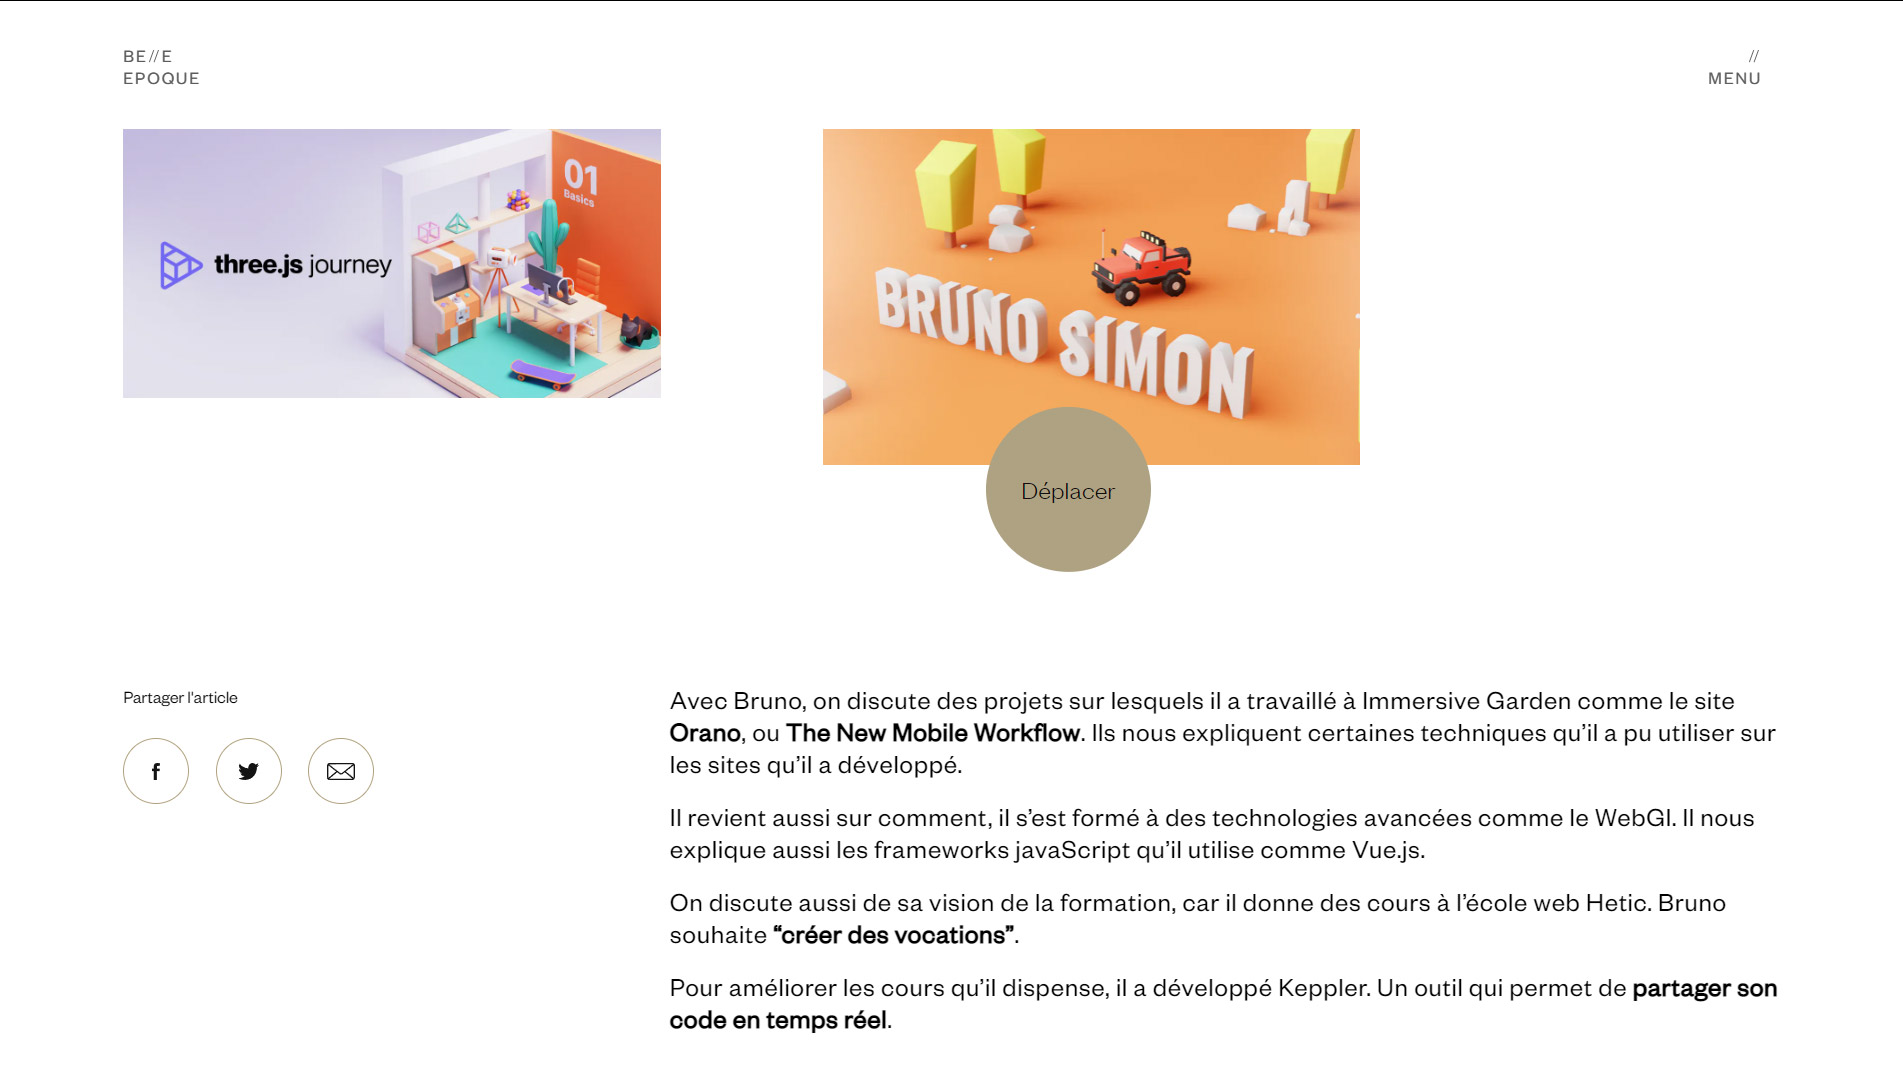 BE//E
EPOQUE
//
MENU
01
Basics
three.js journey
BRUNO SIMON
Déplacer
Partager l'article
Avec Bruno, on discute des projets sur lesquels il a travaillé à Immersive Garden comme le site
Orano, ou The New Mobile Workflow. Ils nous expliquent certaines techniques qu’il a pu utiliser sur
les sites qu’il a développé.
Il revient aussi sur comment, il s’est formé à des technologies avancées comme le WebGl. Il nous
explique aussi les frameworks javaScript qu’il utilise comme Vue.js.
On discute aussi de sa vision de la formation, car il donne des cours à l’école web Hetic. Bruno
souhaite “créer des vocations”.
Pour améliorer les cours qu’il dispense, il a développé Keppler. Un outil qui permet de partager son
code en temps réel.